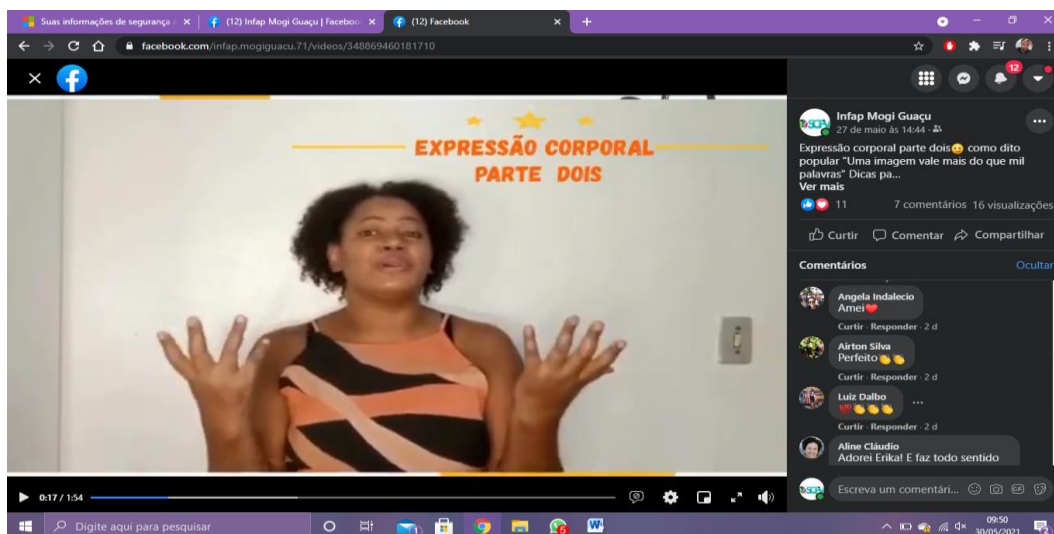 Suas informações de segurança
(12) Infap Mogi Guaçu | Faceboo
(12) Facebook
facebook.com/infap.mogiguacu.71/videos/348869460181710
12
EXPRESSÃO CORPORAL
PARTE DOIS
Infap Mogi Guaçu
27 de maio às 14:44
Expressão corporal parte dois😉 como dito
popular "Uma imagem vale mais do que mil
palavras" Dicas pa...
Ver mais
11 7 comentários 16 visualizações
Curtir Comentar Compartilhar
Comentários Ocultar
Angela Indalecio
Amei❤️
Curtir · Responder · 2 d
Airton Silva
Perfeito👏👏
Curtir · Responder · 2 d
Luiz Dalbo
💯👏👏👏
Curtir · Responder · 2 d
Aline Cláudio
Adorei Erika! E faz todo sentido
Escreva um comentári...
GIF
0:17 / 1:54
Digite aqui para pesquisar
09:50
30/05/2021